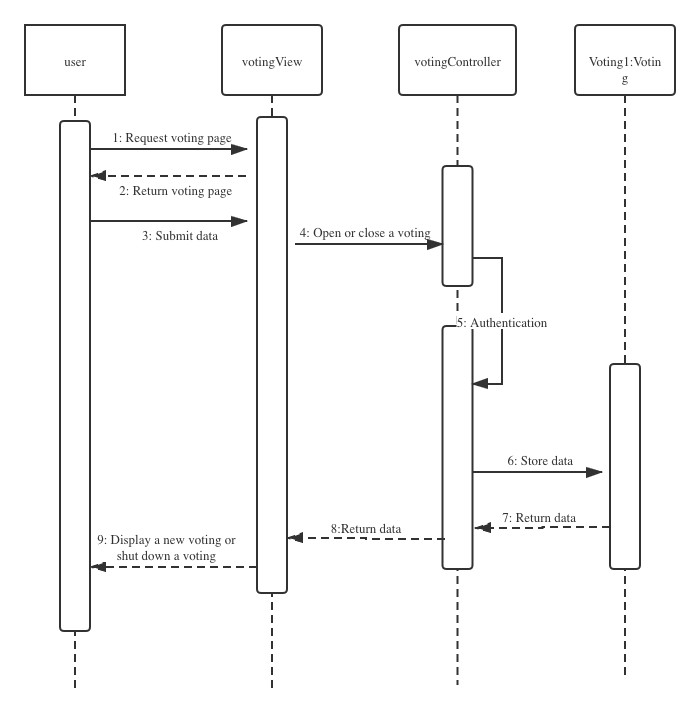 user
votingView
votingController
Voting1:Votin
g
1: Request voting page
2: Return voting page
3: Submit data
4: Open or close a voting
5: Authentication
6: Store data
7: Return data
8:Return data
9: Display a new voting or
shut down a voting